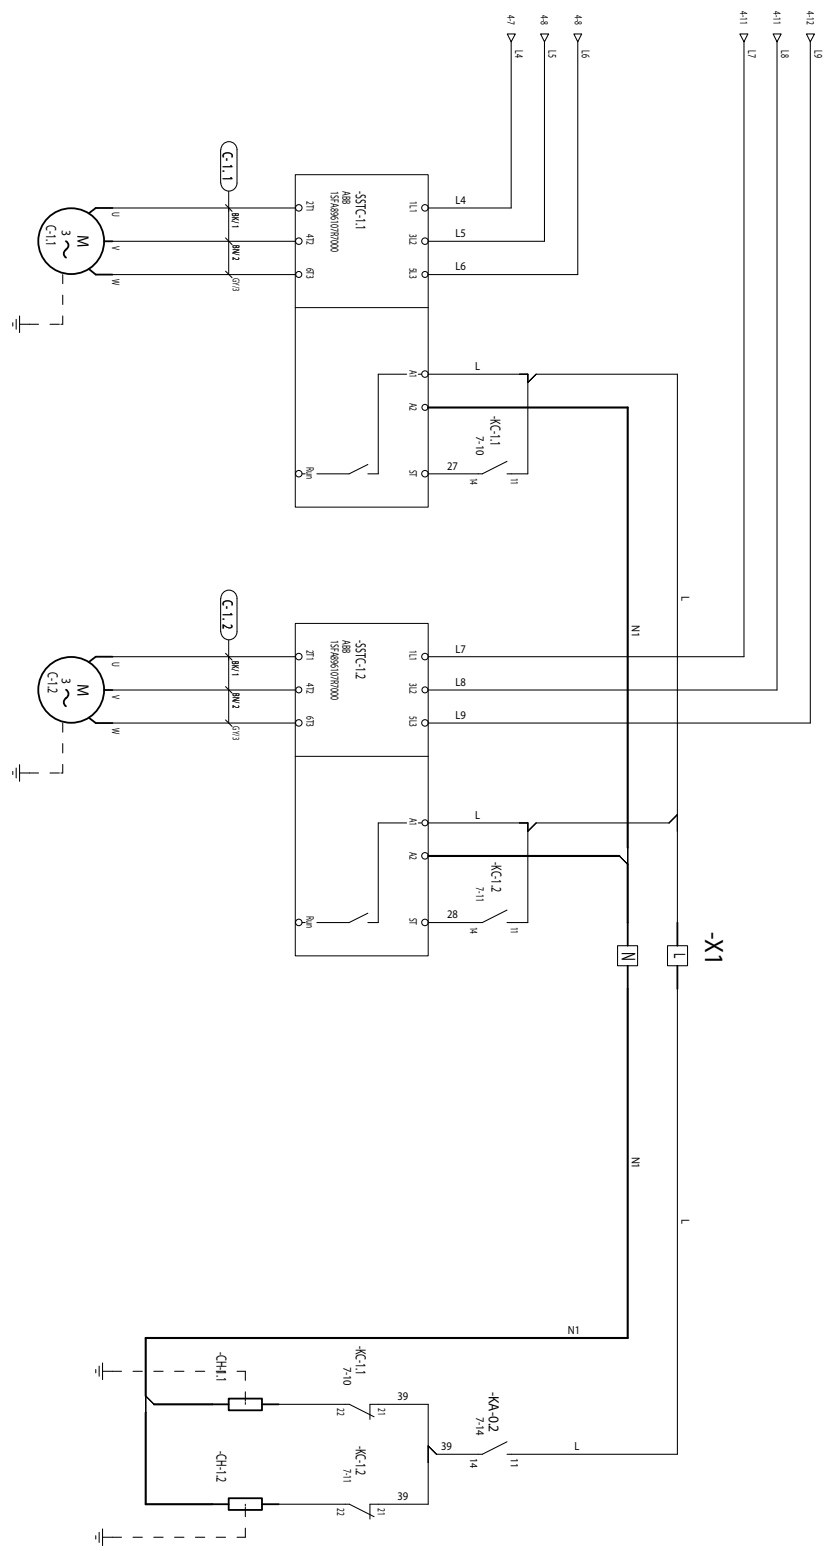 4-7
4-8
4-8
4-11
4-11
4-12
L4
L5
L6
L7
L8
L9
C-1.1
-SSTC-1.1
ABB
1SFA896107R7000
2T1
4T2
6T3
1L1
3L2
5L3
L4
L5
L6
BK/1
BN/2
GY/3
U
V
W
M
3
C-1.1
A1
A2
ST
Run
L
-KC-1.1
7-10
27
14
11
L
N1
C-1.2
-SSTC-1.2
ABB
1SFA896107R7000
2T1
4T2
6T3
1L1
3L2
5L3
L7
L8
L9
BK/1
BN/2
GY/3
U
V
W
M
3
C-1.2
A1
A2
ST
Run
L
-KC-1.2
7-11
28
14
11
-X1
N
L
N1
L
N1
-KC-1.1
7-10
22
21
39
-KA-0.2
7-14
39
14
11
L
-CH-1.2
-KC-1.2
7-11
22
21
39